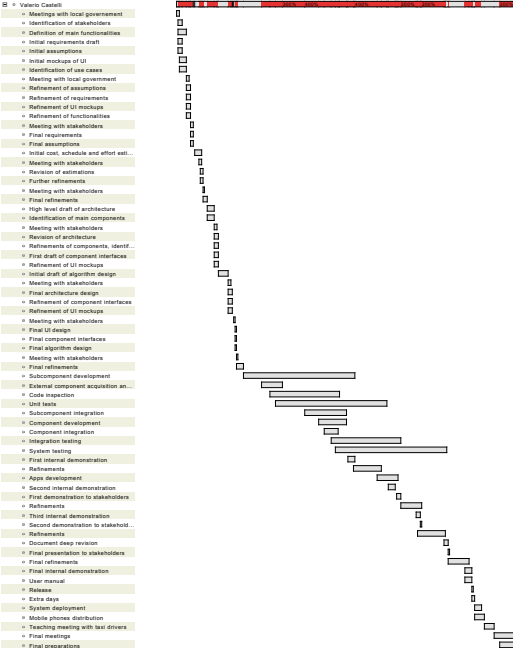 Valerio Castelli
Meetings with local governement
Identification of stakeholders
Definition of main functionalities
Initial requirements draft
Initial assumptions
Initial mockups of UI
Identification of use cases
Meeting with local government
Refinement of assumptions
Refinement of requirements
Refinement of UI mockups
Refinement of functionalities
Meeting with stakeholders
Final requirements
Final assumptions
Initial cost, schedule and effort esti...
Meeting with stakeholders
Revision of estimations
Further refinements
Meeting with stakeholders
Final refinements
High level draft of architecture
Identification of main components
Meeting with stakeholders
Revision of architecture
Refinements of components, identif...
First draft of component interfaces
Refinement of UI mockups
Initial draft of algorithm design
Meeting with stakeholders
Final architecture design
Refinement of component interfaces
Refinement of UI mockups
Meeting with stakeholders
Final UI design
Final component interfaces
Final algorithm design
Meeting with stakeholders
Final refinements
Subcomponent development
External component acquisition an...
Code inspection
Unit tests
Subcomponent integration
Component development
Component integration
Integration testing
System testing
First internal demonstration
Refinements
Apps development
Second internal demonstration
First demonstration to stakeholders
Refinements
Third internal demonstration
Second demonstration to stakehold...
Refinements
Document deep revision
Final presentation to stakeholders
Final refinements
Final internal demonstration
User manual
Release
Extra days
System deployment
Mobile phones distribution
Teaching meeting with taxi drivers
Final meetings
Final preparations